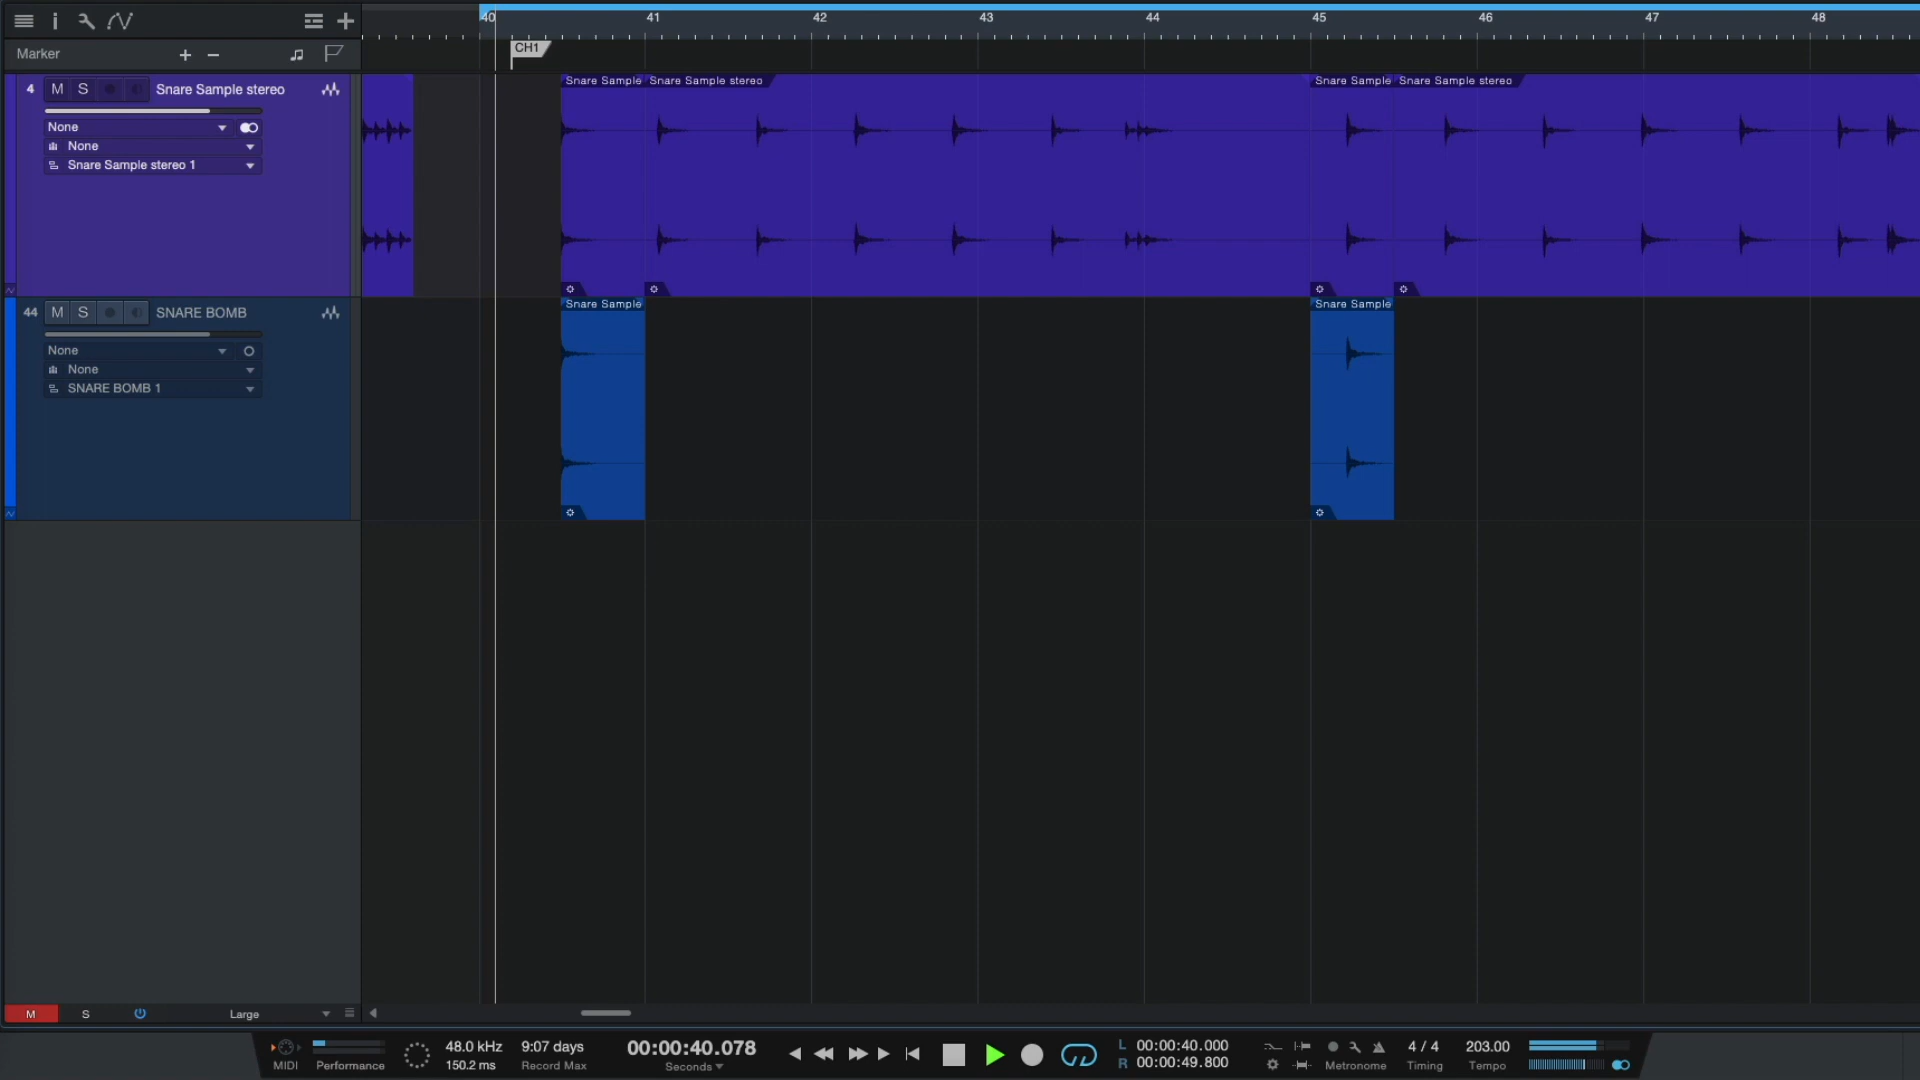 40 41 42 43 44 45 46 47 48
Marker
CH1
4 M S Snare Sample stereo
None
None
Snare Sample stereo 1
Snare Sample
Snare Sample stereo
Snare Sample
Snare Sample stereo
44 M S SNARE BOMB
None
None
SNARE BOMB 1
Snare Sample
Snare Sample
M S Large
MIDI
Performance
48.0 kHz
150.2 ms
9:07 days
Record Max
00:00:40.078
Seconds
L 00:00:40.000
R 00:00:49.800
Metronome
4 / 4
Timing
203.00
Tempo